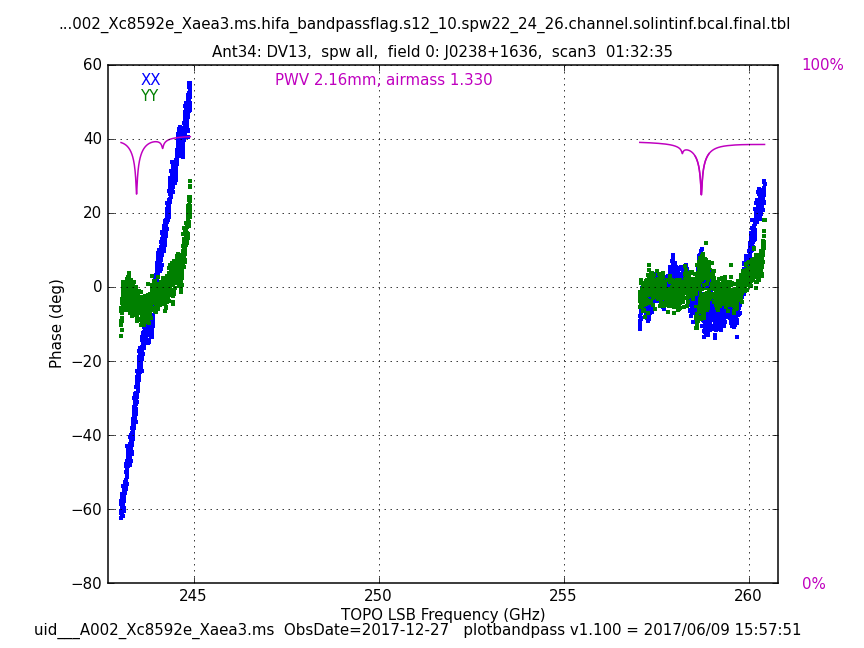 ...002_Xc8592e_Xaea3.ms.hifa_bandpassflag.s12_10.spw22_24_26.channel.solintinf.bcal.final.tbl
Ant34: DV13,  spw all,  field 0: J0238+1636,  scan3  01:32:35
60
XX
PWV 2.16mm, airmass 1.330
100%
YY
40
20
0
−20
−40
−60
−80
0%
Phase (deg)
245
250
255
260
TOPO LSB Frequency (GHz)
uid___A002_Xc8592e_Xaea3.ms  ObsDate=2017-12-27   plotbandpass v1.100 = 2017/06/09 15:57:51